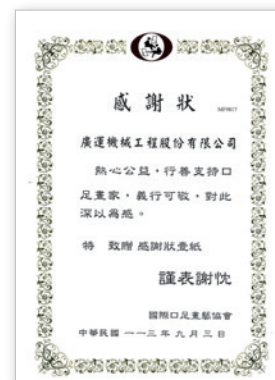 感謝狀
廣運機械工程股份有限公司
熱心公益，行善支持口
足畫家，義行可敬，對此
深以為感。
特 致贈 感謝狀壹紙
謹表謝忱
國際口足畫藝協會
中華民國 一一三 年 九 月 三 日